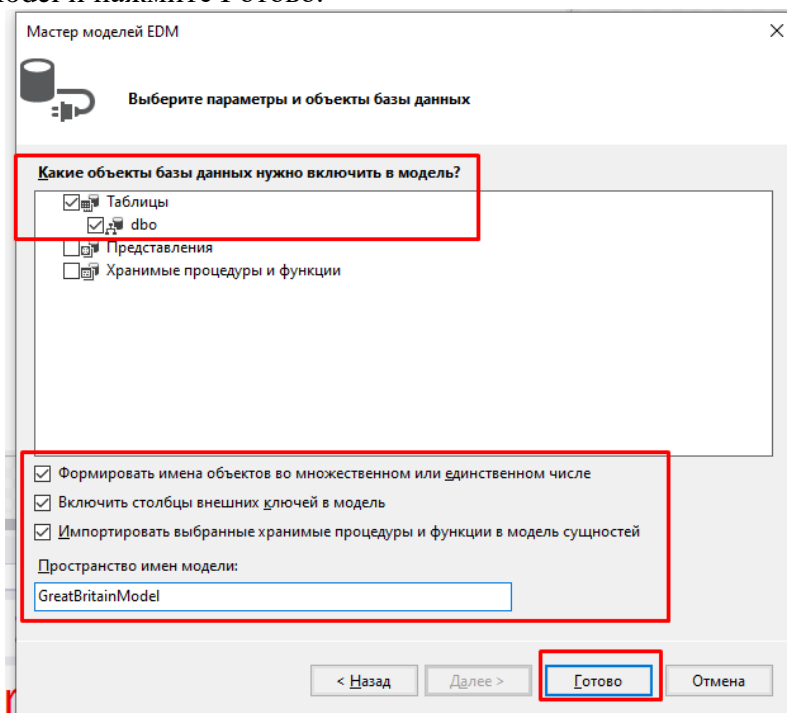 Мастер моделей EDM
Выберите параметры и объекты базы данных
Какие объекты базы данных нужно включить в модель?
Таблицы
dbo
Представления
Хранимые процедуры и функции
Формировать имена объектов во множественном или единственном числе
Включить столбцы внешних ключей в модель
Импортировать выбранные хранимые процедуры и функции в модель сущностей
Пространство имен модели:
GreatBritainModel
< Назад Далее > Готово Отмена